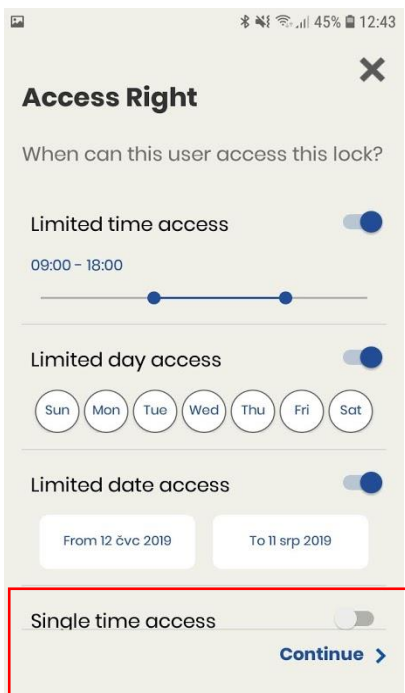 45% 12:43
Access Right
When can this user access this lock?
Limited time access
09:00 - 18:00
Limited day access
Sun Mon Tue Wed Thu Fri Sat
Limited date access
From 12 čvc 2019 To 11 srp 2019
Single time access
Continue